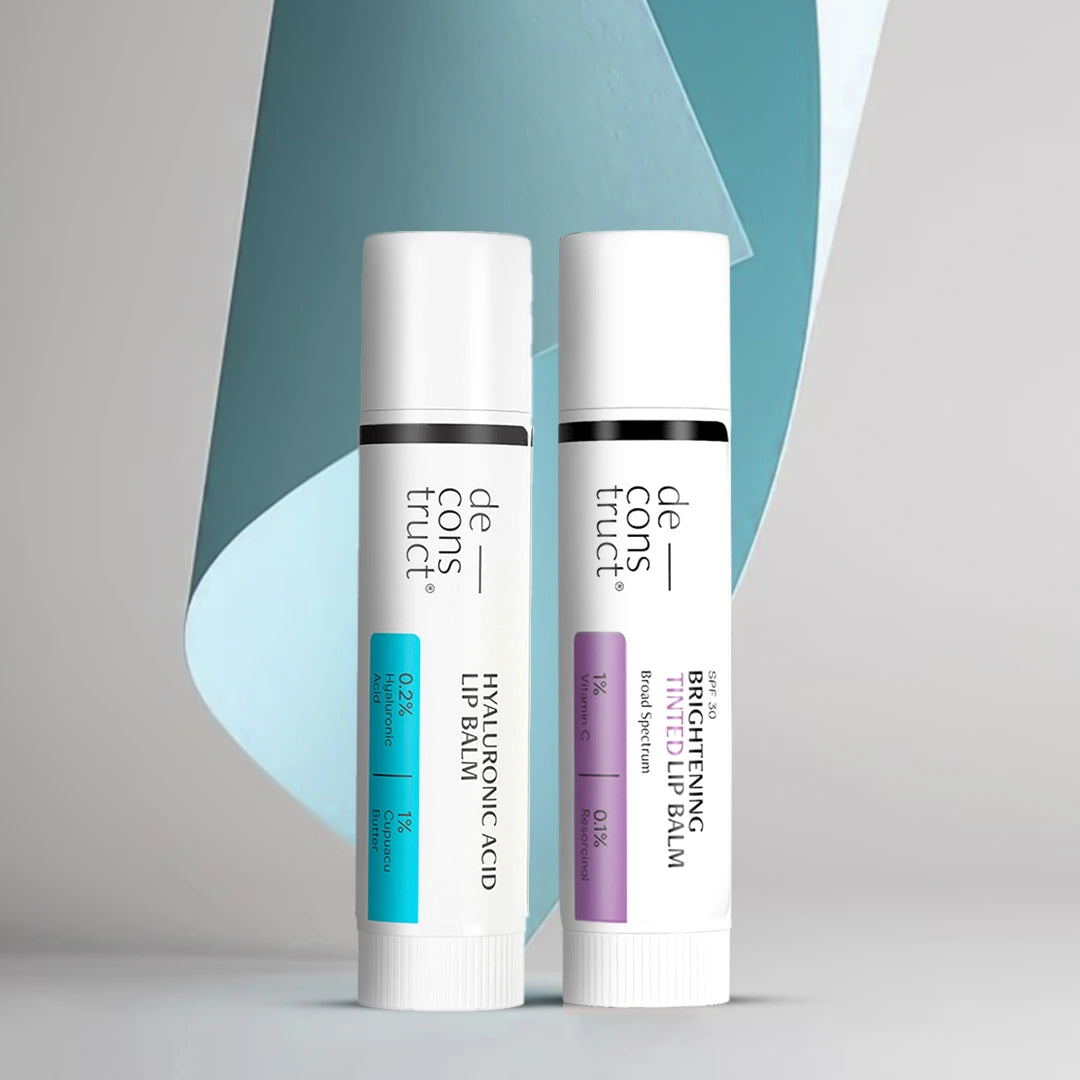 de —
cons
truct®
HYALURONIC ACID
LIP BALM
0.2%
Hyaluronic
Acid
1%
Cupuacu
Butter
de —
cons
truct®
SPF 30
BRIGHTENING
TINTED LIP BALM
Broad Spectrum
1%
Vitamin C
0.1%
Resorcinol